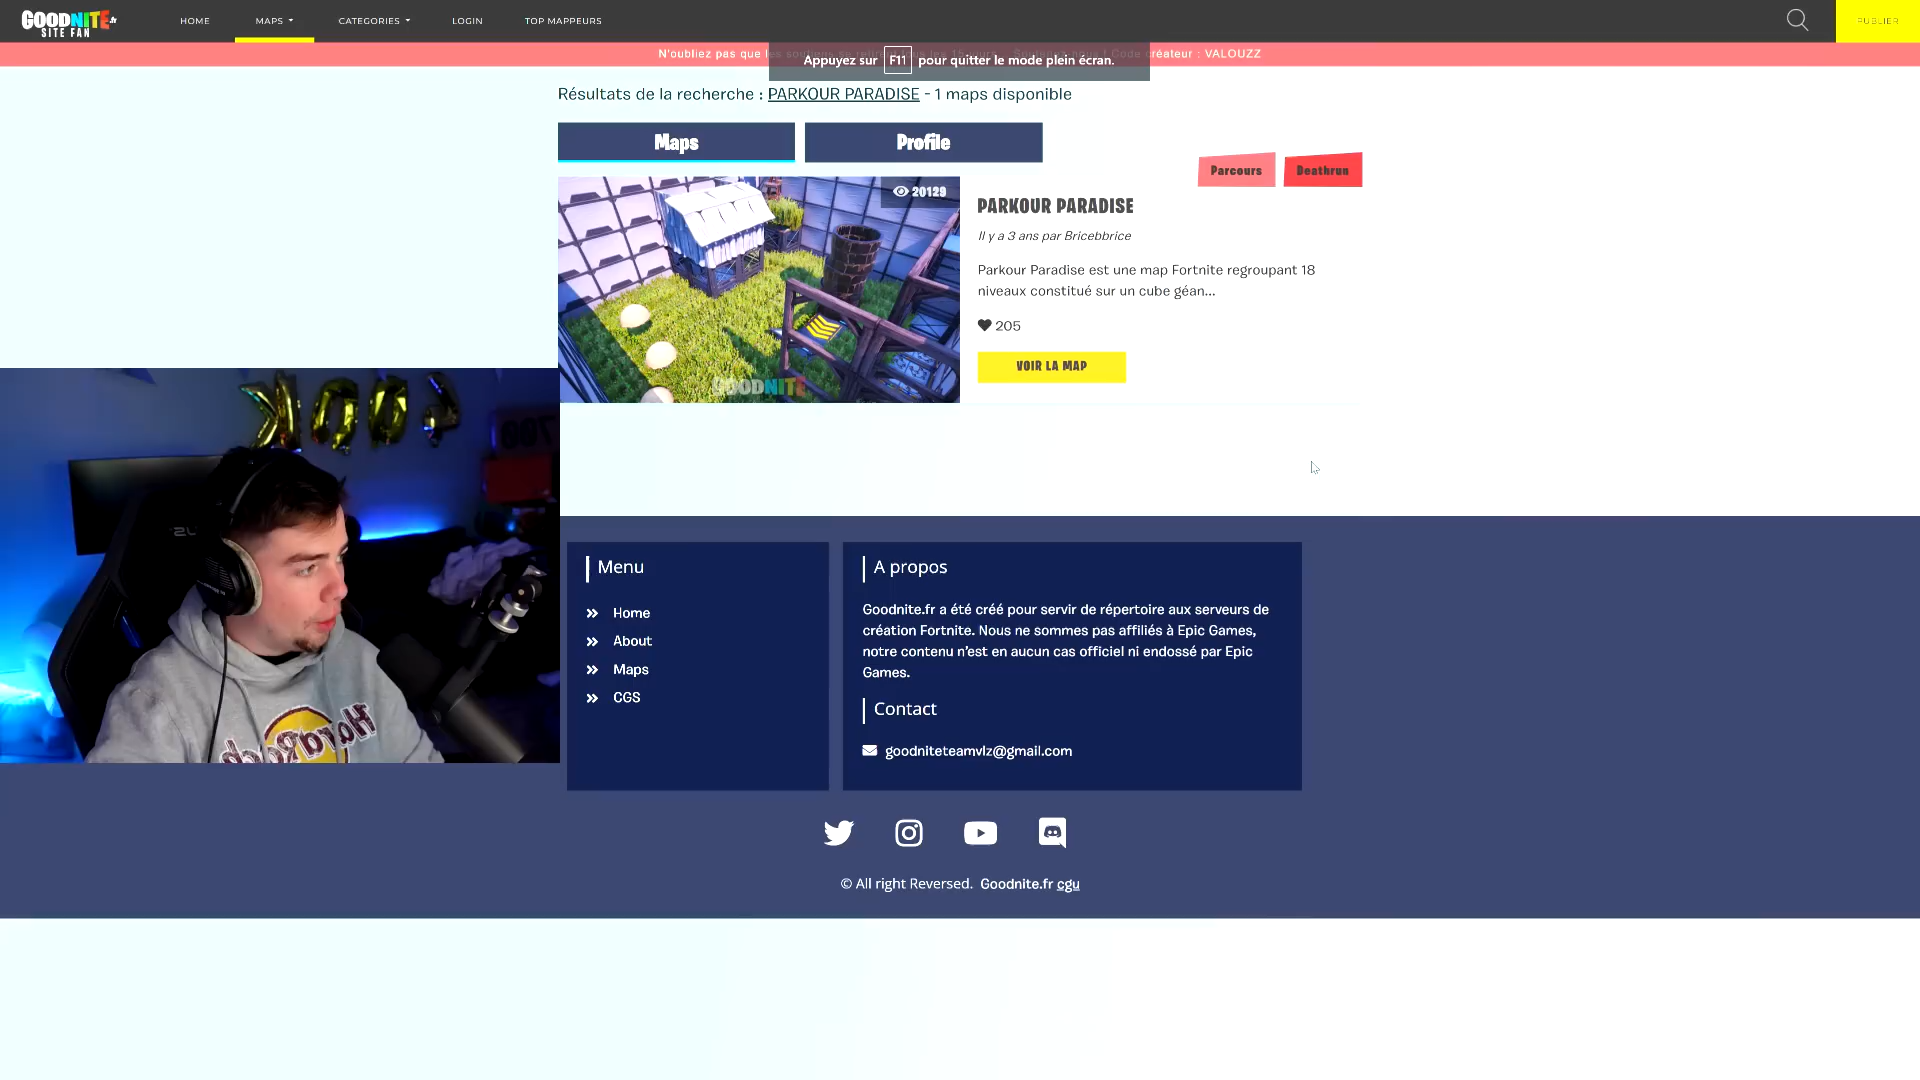 GOODNITE.fr
SITE FAN
HOME
MAPS
CATEGORIES
LOGIN
TOP MAPPEURS
PUBLIER
N'oubliez pas que les
créateur : VALOUZZ
Appuyez sur F11 pour quitter le mode plein écran.
Résultats de la recherche : PARKOUR PARADISE - 1 maps disponible
Maps
Profile
Parcours
Deathrun
20129
GOODNITE
PARKOUR PARADISE
Il y a 3 ans par Bricebbrice
Parkour Paradise est une map Fortnite regroupant 18
niveaux constitué sur un cube géan...
205
VOIR LA MAP
Menu
Home
About
Maps
CGS
A propos
Goodnite.fr a été créé pour servir de répertoire aux serveurs de
création Fortnite. Nous ne sommes pas affiliés à Epic Games,
notre contenu n'est en aucun cas officiel ni endossé par Epic
Games.
Contact
goodniteteamvlz@gmail.com
© All right Reversed. Goodnite.fr cgu